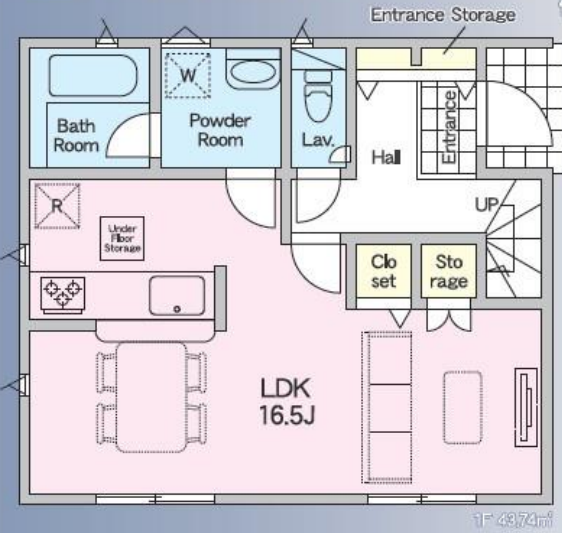 Entrance Storage
W
Bath
Room
Powder
Room
Lav.
Hall
Entrance
R
Under
Floor
Storage
UP
Clo
set
Sto
rage
LDK
16.5J
1F 43.74㎡